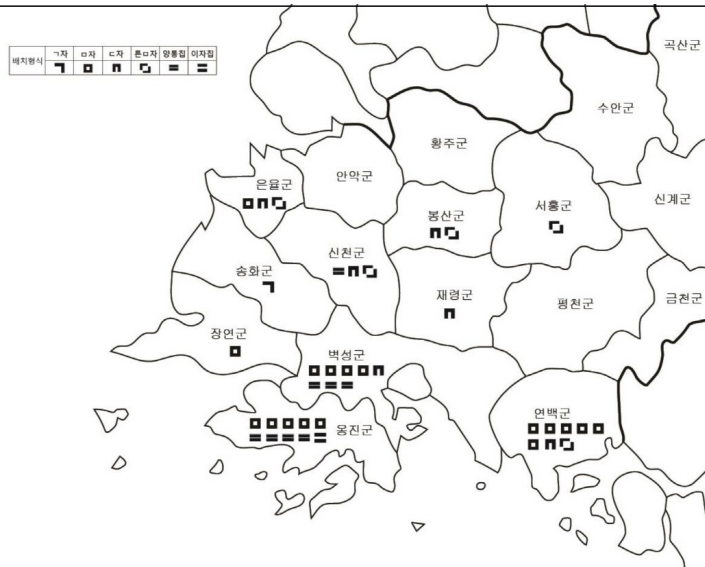 배치형식 ㄱ자 ㅁ자 ㄷ자 튼ㅁ자 양통집 이자집
곡산군
수안군
황주군
안악군
은율군
신계군
서흥군
봉산군
신천군
송화군
재령군
평천군
금천군
장연군
벽성군
연백군
옹진군